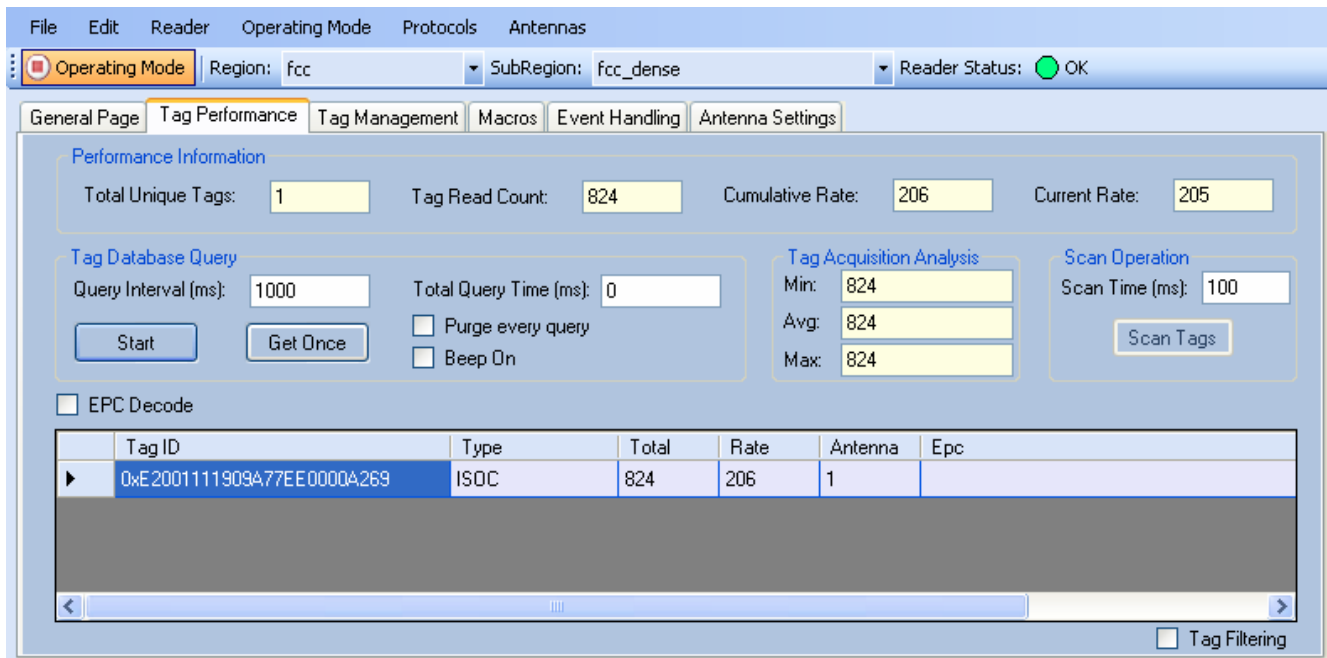 File Edit Reader Operating Mode Protocols Antennas
Operating Mode Region: fcc SubRegion: fcc_dense Reader Status: OK
General Page Tag Performance Tag Management Macros Event Handling Antenna Settings
Performance Information
Total Unique Tags: 1 Tag Read Count: 824 Cumulative Rate: 206 Current Rate: 205
Tag Database Query Tag Acquisition Analysis Scan Operation
Query Interval (ms): 1000 Total Query Time (ms): 0 Min: 824 Scan Time (ms): 100
Purge every query Avg: 824
Start Get Once Scan Tags
Beep On Max: 824
EPC Decode
Tag ID Type Total Rate Antenna Epc
0xE2001111909A77EE0000A269 ISOC 824 206 1
Tag Filtering